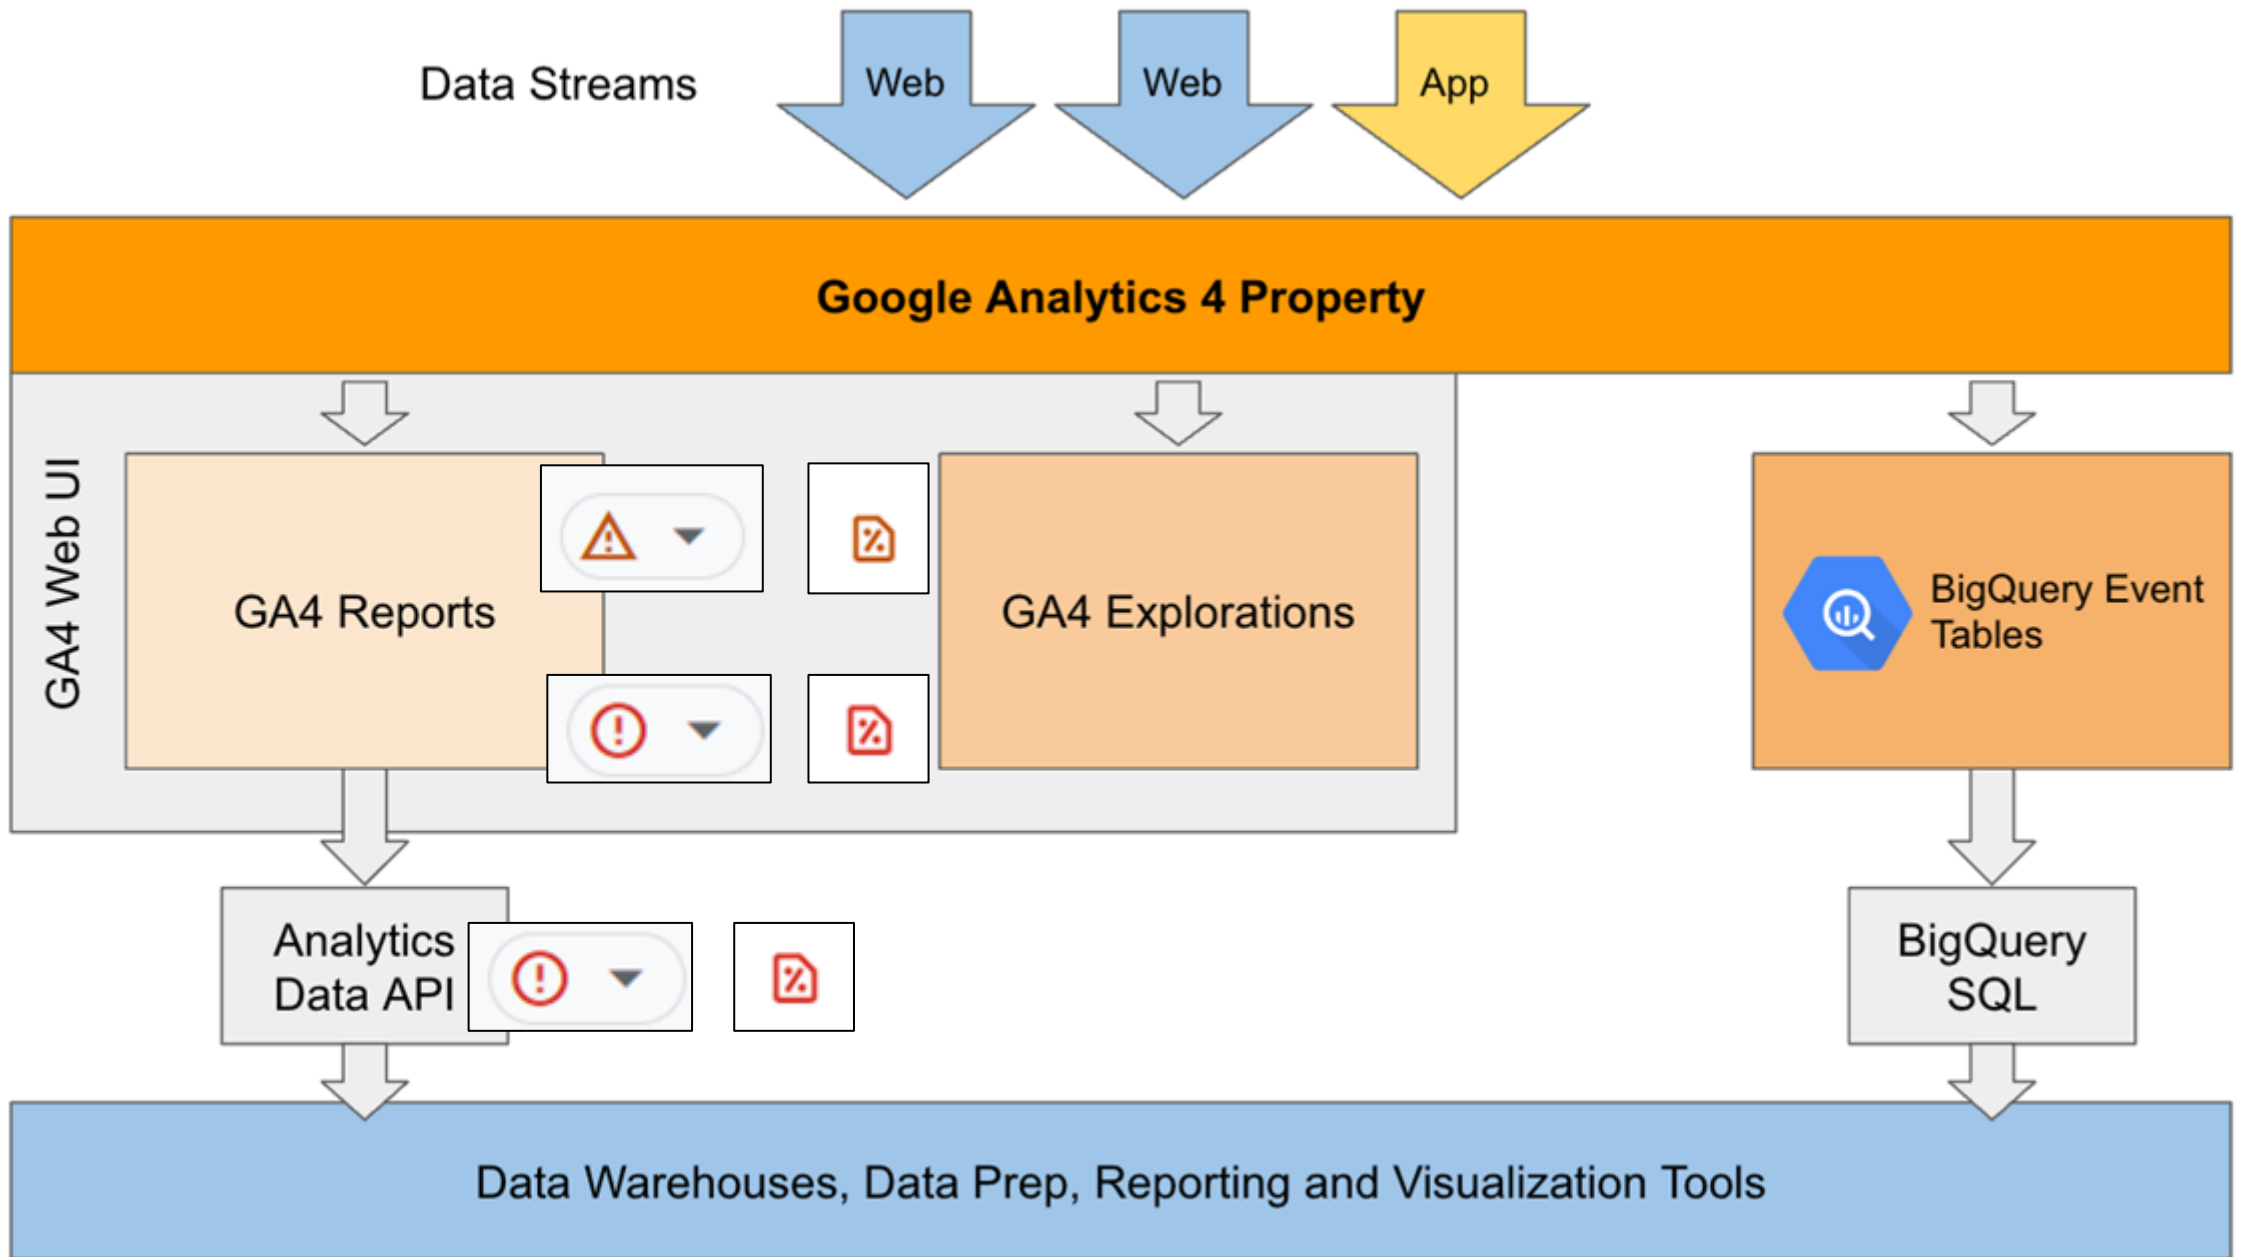 Data Streams
Web
Web
App
Google Analytics 4 Property
GA4 Web UI
GA4 Reports
GA4 Explorations
BigQuery Event
Tables
Analytics
Data API
BigQuery
SQL
Data Warehouses, Data Prep, Reporting and Visualization Tools